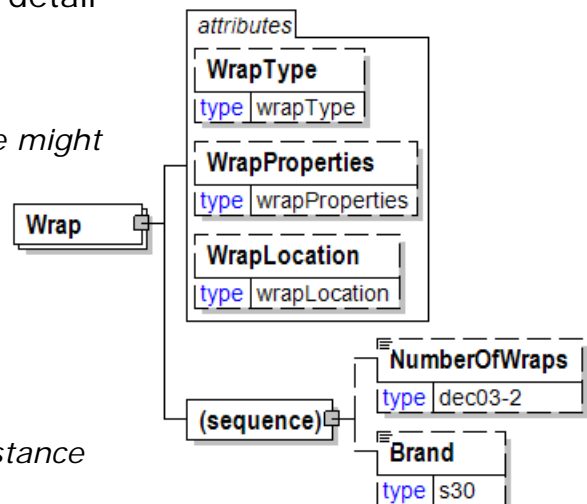 detail
attributes
WrapType
type wrapType
e might
WrapProperties
type wrapProperties
Wrap
WrapLocation
type wrapLocation
NumberOfWraps
type dec03-2
(sequence)
stance
Brand
type s30